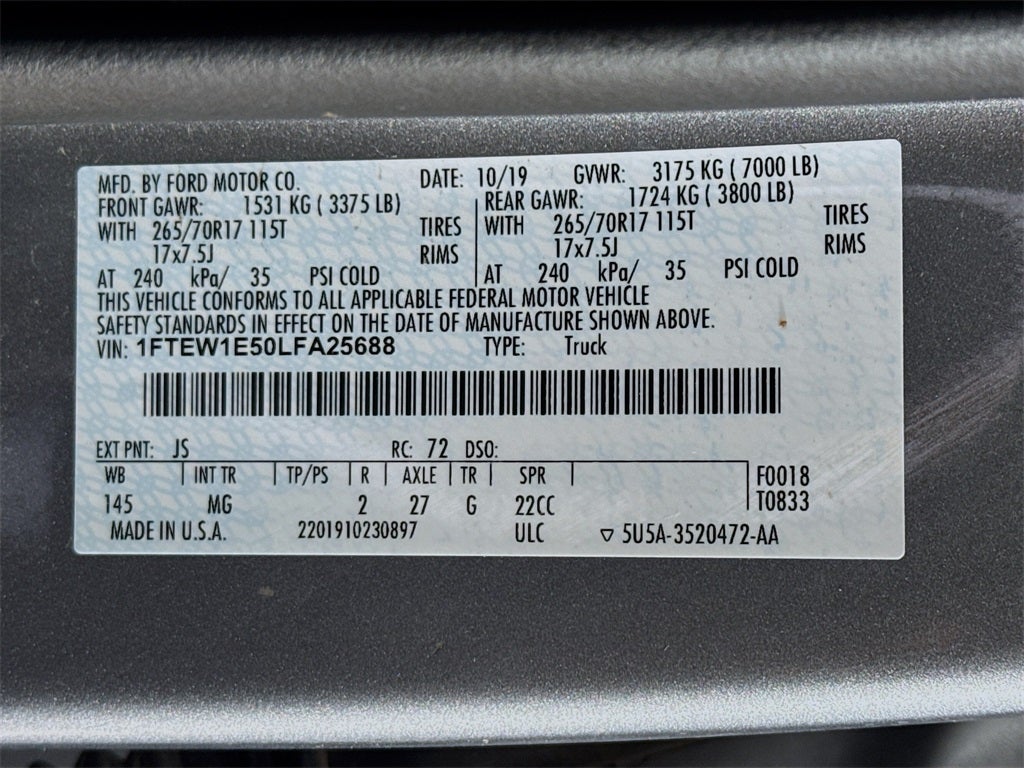 MFD. BY FORD MOTOR CO. DATE: 10/19 GVWR: 3175 KG ( 7000 LB)
FRONT GAWR: 1531 KG ( 3375 LB) REAR GAWR: 1724 KG ( 3800 LB)
WITH 265/70R17 115T TIRES WITH 265/70R17 115T TIRES
17x7.5J RIMS 17x7.5J RIMS
AT 240 kPa/ 35 PSI COLD AT 240 kPa/ 35 PSI COLD
THIS VEHICLE CONFORMS TO ALL APPLICABLE FEDERAL MOTOR VEHICLE
SAFETY STANDARDS IN EFFECT ON THE DATE OF MANUFACTURE SHOWN ABOVE.
VIN: 1FTEW1E50LFA25688 TYPE: Truck
EXT PNT: JS RC: 72 DSO:
WB INT TR TP/PS R AXLE TR SPR F0018
145 MG 2 27 G 22CC T0833
MADE IN U.S.A. 2201910230897 ULC ▽ 5U5A-3520472-AA